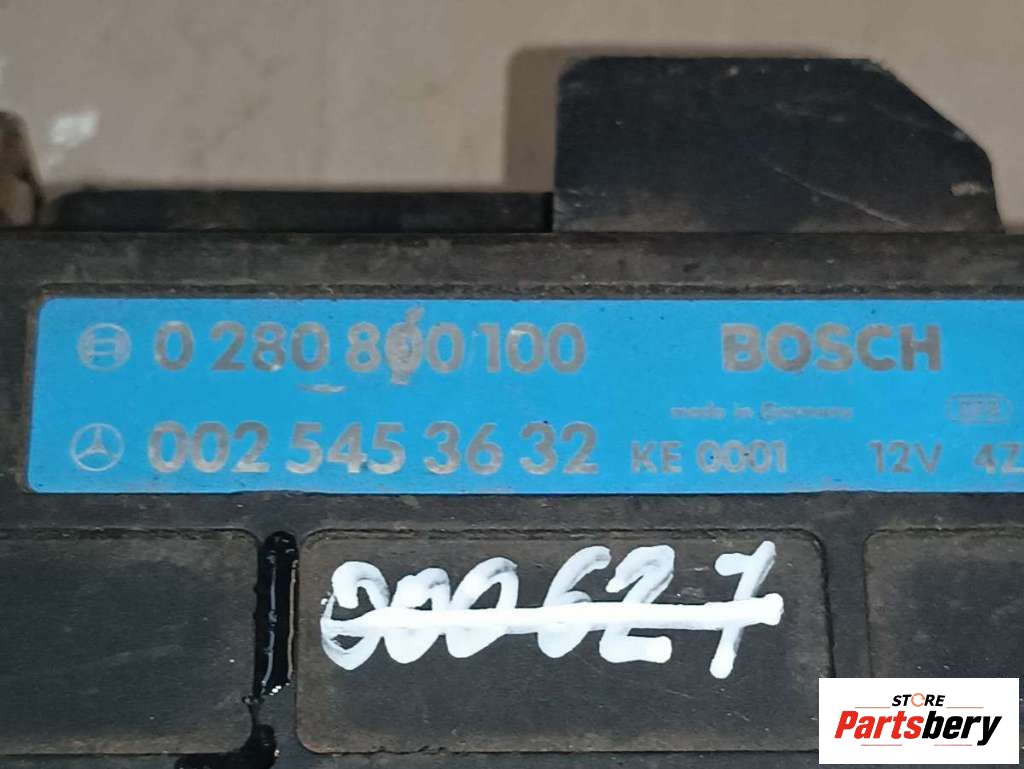 0 280 800 100 BOSCH
made in Germany
002 545 36 32 KE 0001 12V 4Z
000627
STORE
Partsbery